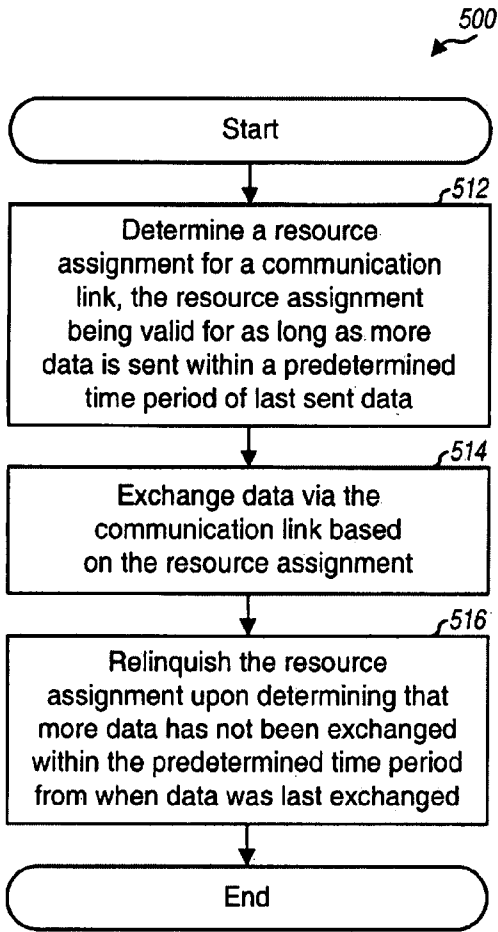 500
Start
512
Determine a resource
assignment for a communication
link, the resource assignment
being valid for as long as more
data is sent within a predetermined
time period of last sent data
514
Exchange data via the
communication link based
on the resource assignment
516
Relinquish the resource
assignment upon determining that
more data has not been exchanged
within the predetermined time period
from when data was last exchanged
End